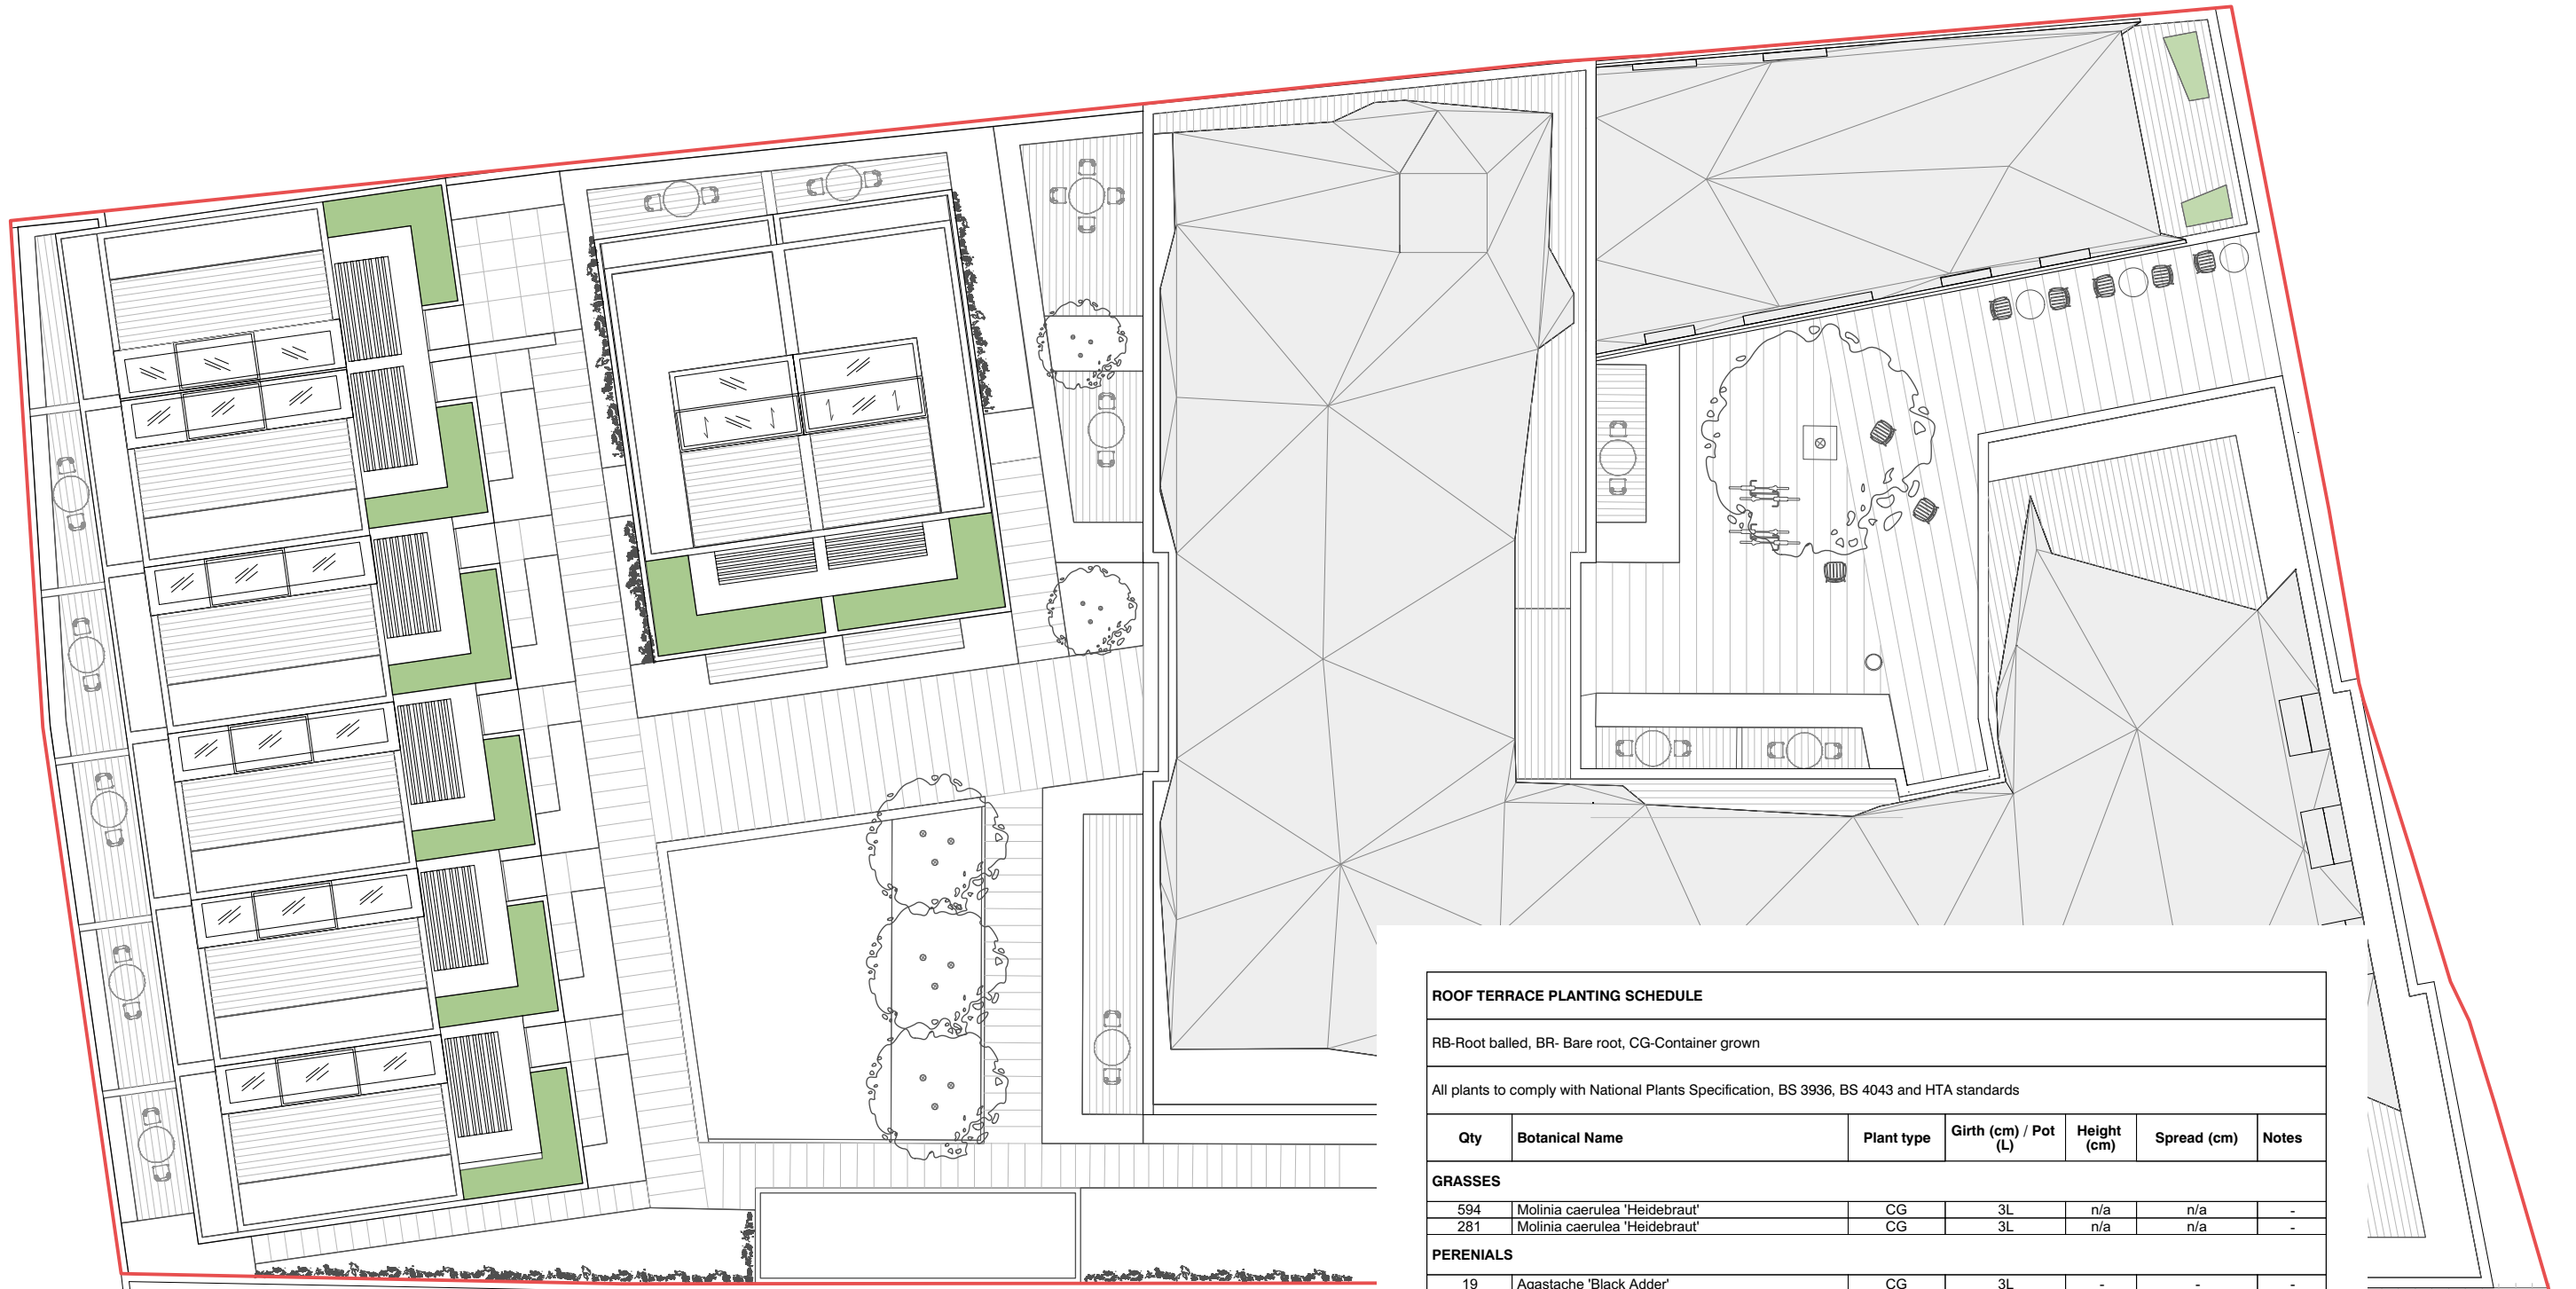 ROOF TERRACE PLANTING SCHEDULE
RB-Root balled, BR- Bare root, CG-Container grown
All plants to comply with National Plants Specification, BS 3936, BS 4043 and HTA standards
Qty Botanical Name Plant type Girth (cm) / Pot (L) Height (cm) Spread (cm) Notes
GRASSES
594 Molinia caerulea 'Heidebraut' CG 3L n/a n/a -
281 Molinia caerulea 'Heidebraut' CG 3L n/a n/a -
PERENIALS
19 Agastache 'Black Adder' CG 3L - - -